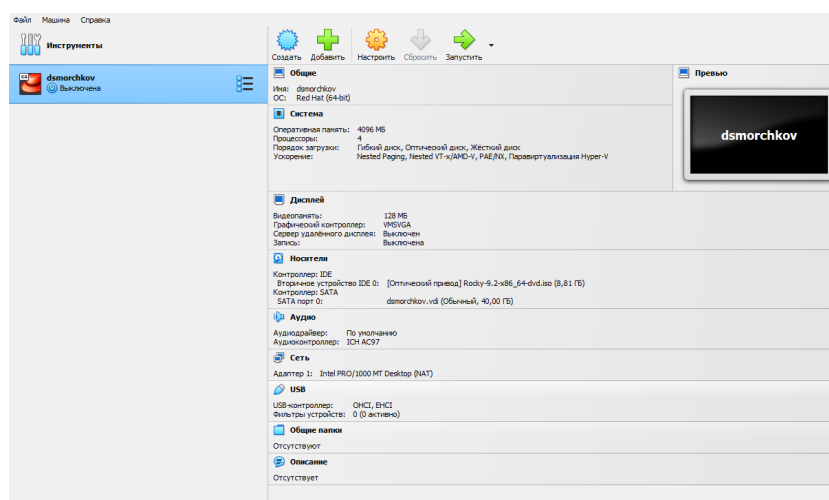 Файл Машина Справка
Инструменты
Создать Добавить Настроить Сбросить Запустить
64 dsmorchkov
Выключена
Общие
Имя: dsmorchkov
ОС: Red Hat (64-bit)
Превью
dsmorchkov
Система
Оперативная память: 4096 МБ
Процессоры: 4
Порядок загрузки: Гибкий диск, Оптический диск, Жёсткий диск
Ускорение: Nested Paging, Nested VT-x/AMD-V, PAE/NX, Паравиртуализация Hyper-V
Дисплей
Видеопамять: 128 МБ
Графический контроллер: VMSVGA
Сервер удалённого дисплея: Выключен
Запись: Выключена
Носители
Контроллер: IDE
Вторичное устройство IDE 0: [Оптический привод] Rocky-9.2-x86_64-dvd.iso (8,81 ГБ)
Контроллер: SATA
SATA порт 0: dsmorchkov.vdi (Обычный, 40,00 ГБ)
Аудио
Аудиодрайвер: По умолчанию
Аудиоконтроллер: ICH AC97
Сеть
Адаптер 1: Intel PRO/1000 MT Desktop (NAT)
USB
USB-контроллер: OHCI, EHCI
Фильтры устройств: 0 (0 активно)
Общие папки
Отсутствуют
Описание
Отсутствует